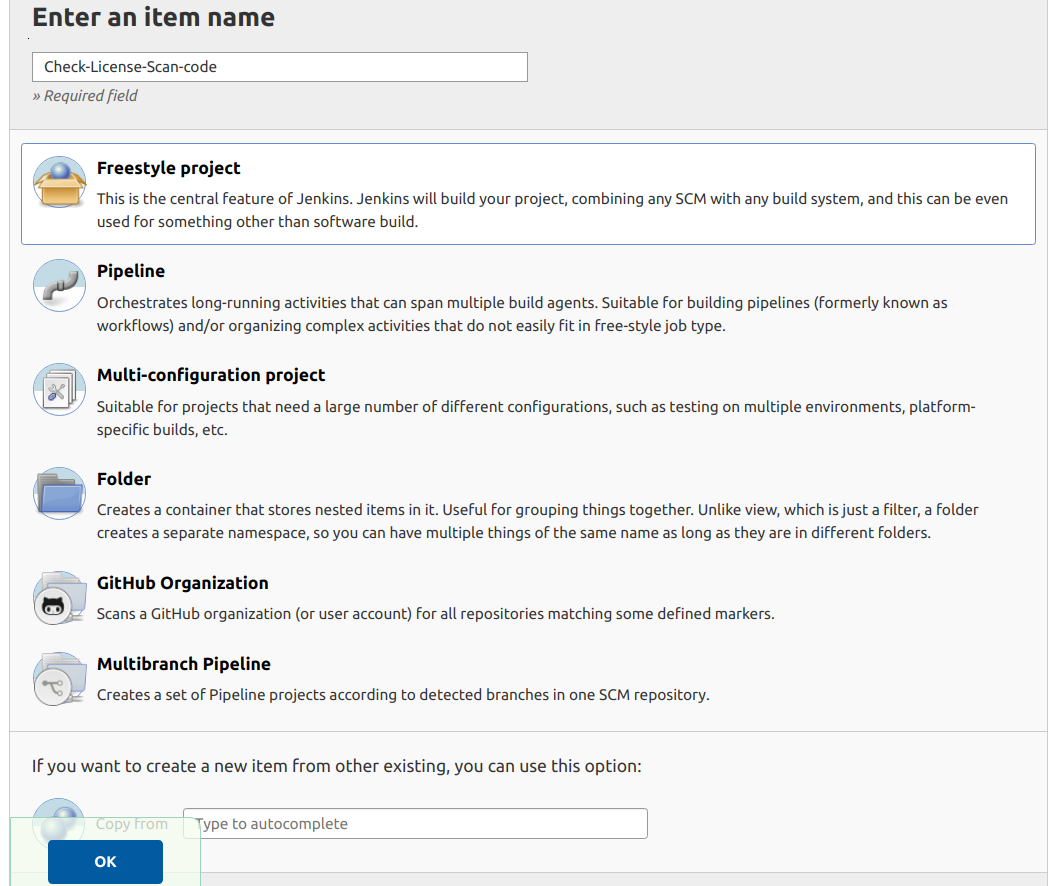 Enter an item name
Check-License-Scan-code
» Required field
Freestyle project
This is the central feature of Jenkins. Jenkins will build your project, combining any SCM with any build system, and this can be even
used for something other than software build.
Pipeline
Orchestrates long-running activities that can span multiple build agents. Suitable for building pipelines (formerly known as
workflows) and/or organizing complex activities that do not easily fit in free-style job type.
Multi-configuration project
Suitable for projects that need a large number of different configurations, such as testing on multiple environments, platform-
specific builds, etc.
Folder
Creates a container that stores nested items in it. Useful for grouping things together. Unlike view, which is just a filter, a folder
creates a separate namespace, so you can have multiple things of the same name as long as they are in different folders.
GitHub Organization
Scans a GitHub organization (or user account) for all repositories matching some defined markers.
Multibranch Pipeline
Creates a set of Pipeline projects according to detected branches in one SCM repository.
If you want to create a new item from other existing, you can use this option:
Copy from Type to autocomplete
OK